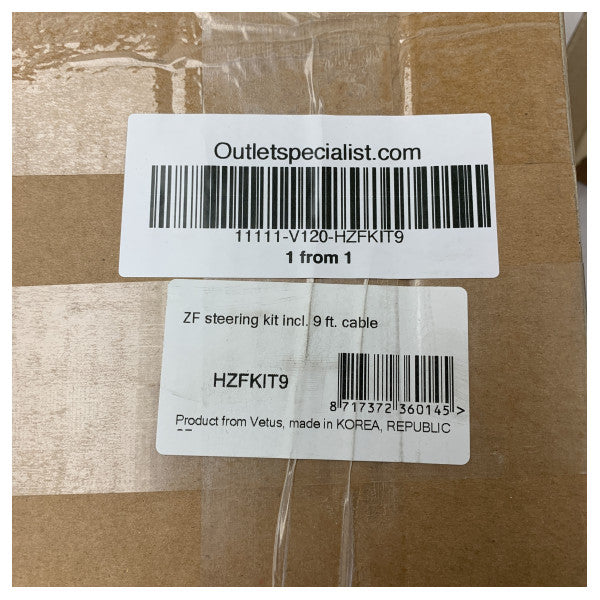 Outletspecialist.com
11111-V120-HZFKIT9
1 from 1
ZF steering kit incl. 9 ft. cable
HZFKIT9
8 717372 360145 >
Product from Vetus, made in KOREA, REPUBLIC